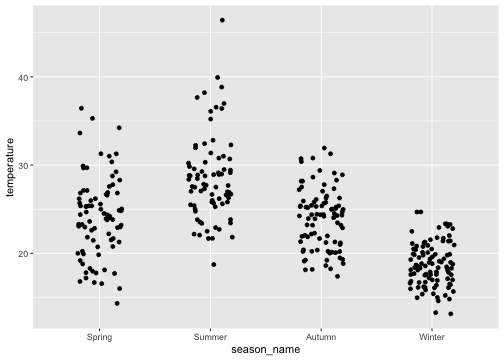 temperature
40
30
20
Spring Summer Autumn Winter
season_name